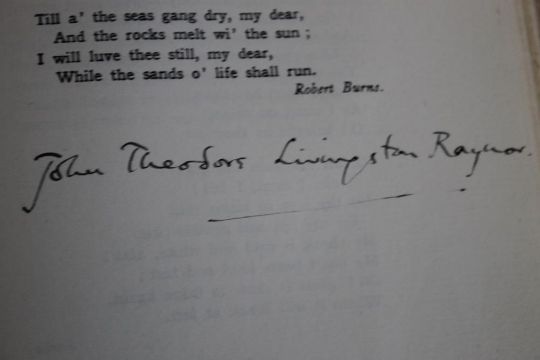 Till a' the seas gang dry, my dear,
And the rocks melt wi' the sun ;
I will luve thee still, my dear,
While the sands o' life shall run.
Robert Burns.
John Theodore Livingston Raynor.